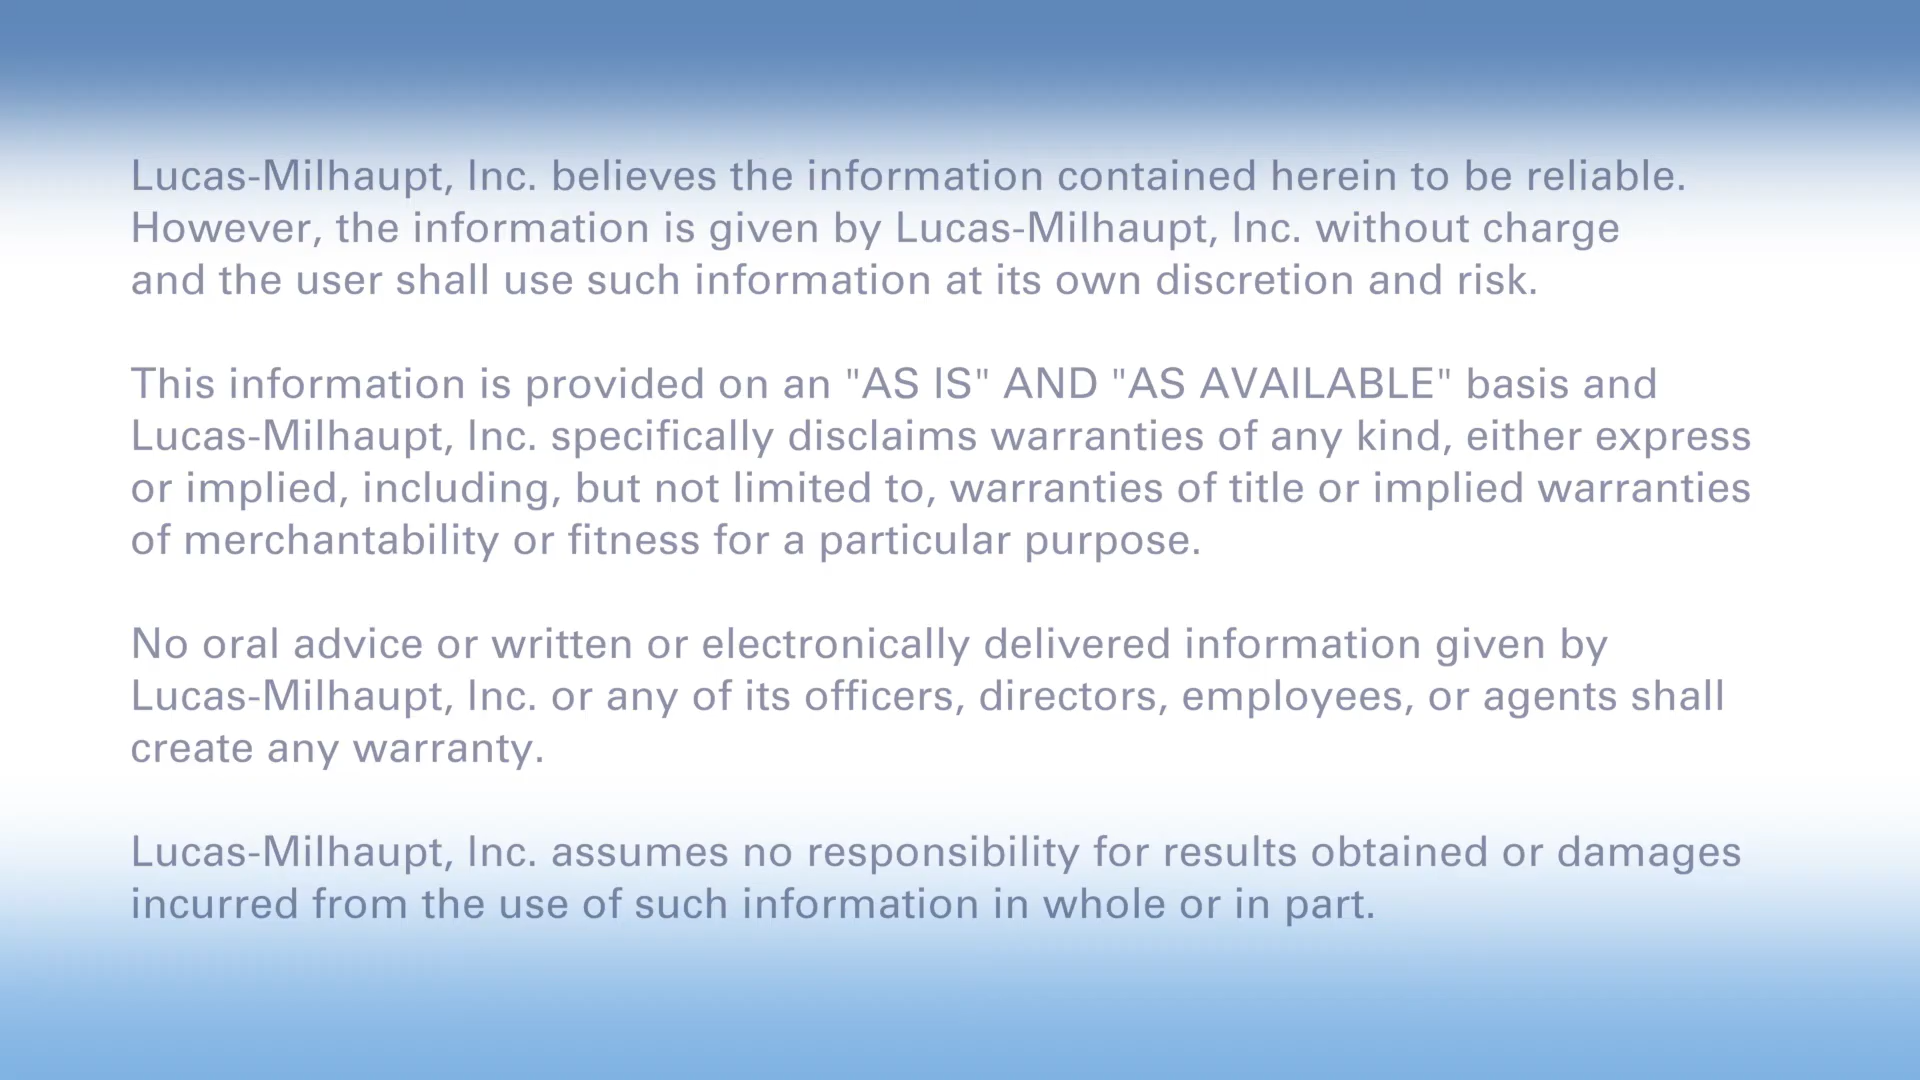 Lucas-Milhaupt, Inc. believes the information contained herein to be reliable.
However, the information is given by Lucas-Milhaupt, Inc. without charge
and the user shall use such information at its own discretion and risk.
This information is provided on an "AS IS" AND "AS AVAILABLE" basis and
Lucas-Milhaupt, Inc. specifically disclaims warranties of any kind, either express
or implied, including, but not limited to, warranties of title or implied warranties
of merchantability or fitness for a particular purpose.
No oral advice or written or electronically delivered information given by
Lucas-Milhaupt, Inc. or any of its officers, directors, employees, or agents shall
create any warranty.
Lucas-Milhaupt, Inc. assumes no responsibility for results obtained or damages
incurred from the use of such information in whole or in part.